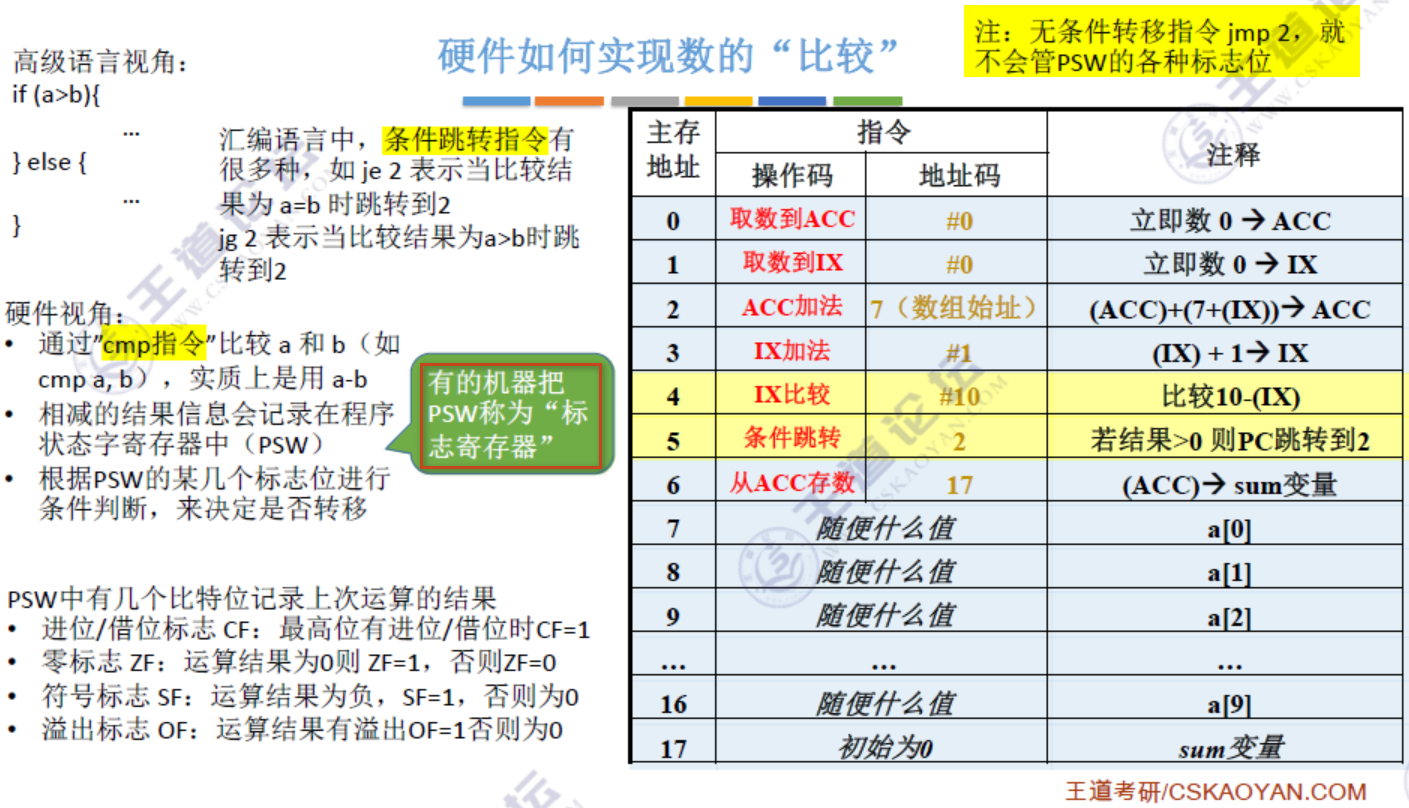 硬件如何实现数的“比较”
注：无条件转移指令 jmp 2，就
不会管PSW的各种标志位
高级语言视角：
if (a>b){
...
} else {
...
}
汇编语言中，条件跳转指令有
很多种，如 je 2 表示当比较结
果为 a=b 时跳转到2
jg 2 表示当比较结果为a>b时跳
转到2
硬件视角：
• 通过”cmp指令”比较 a 和 b（如
cmp a, b），实质上是用 a-b
• 相减的结果信息会记录在程序
状态字寄存器中（PSW）
• 根据PSW的某几个标志位进行
条件判断，来决定是否转移
有的机器把
PSW称为“标
志寄存器”
PSW中有几个比特位记录上次运算的结果
• 进位/借位标志 CF：最高位有进位/借位时CF=1
• 零标志 ZF：运算结果为0则 ZF=1，否则ZF=0
• 符号标志 SF：运算结果为负，SF=1，否则为0
• 溢出标志 OF：运算结果有溢出OF=1否则为0
主存地址 指令 注释
操作码 地址码
0 取数到ACC #0 立即数 0 → ACC
1 取数到IX #0 立即数 0 → IX
2 ACC加法 7（数组始址） (ACC)+(7+(IX))→ ACC
3 IX加法 #1 (IX) + 1→ IX
4 IX比较 #10 比较10-(IX)
5 条件跳转 2 若结果>0 则PC跳转到2
6 从ACC存数 17 (ACC)→ sum变量
7 随便什么值 a[0]
8 随便什么值 a[1]
9 随便什么值 a[2]
... ... ...
16 随便什么值 a[9]
17 初始为0 sum变量
王道考研/CSKAOYAN.COM